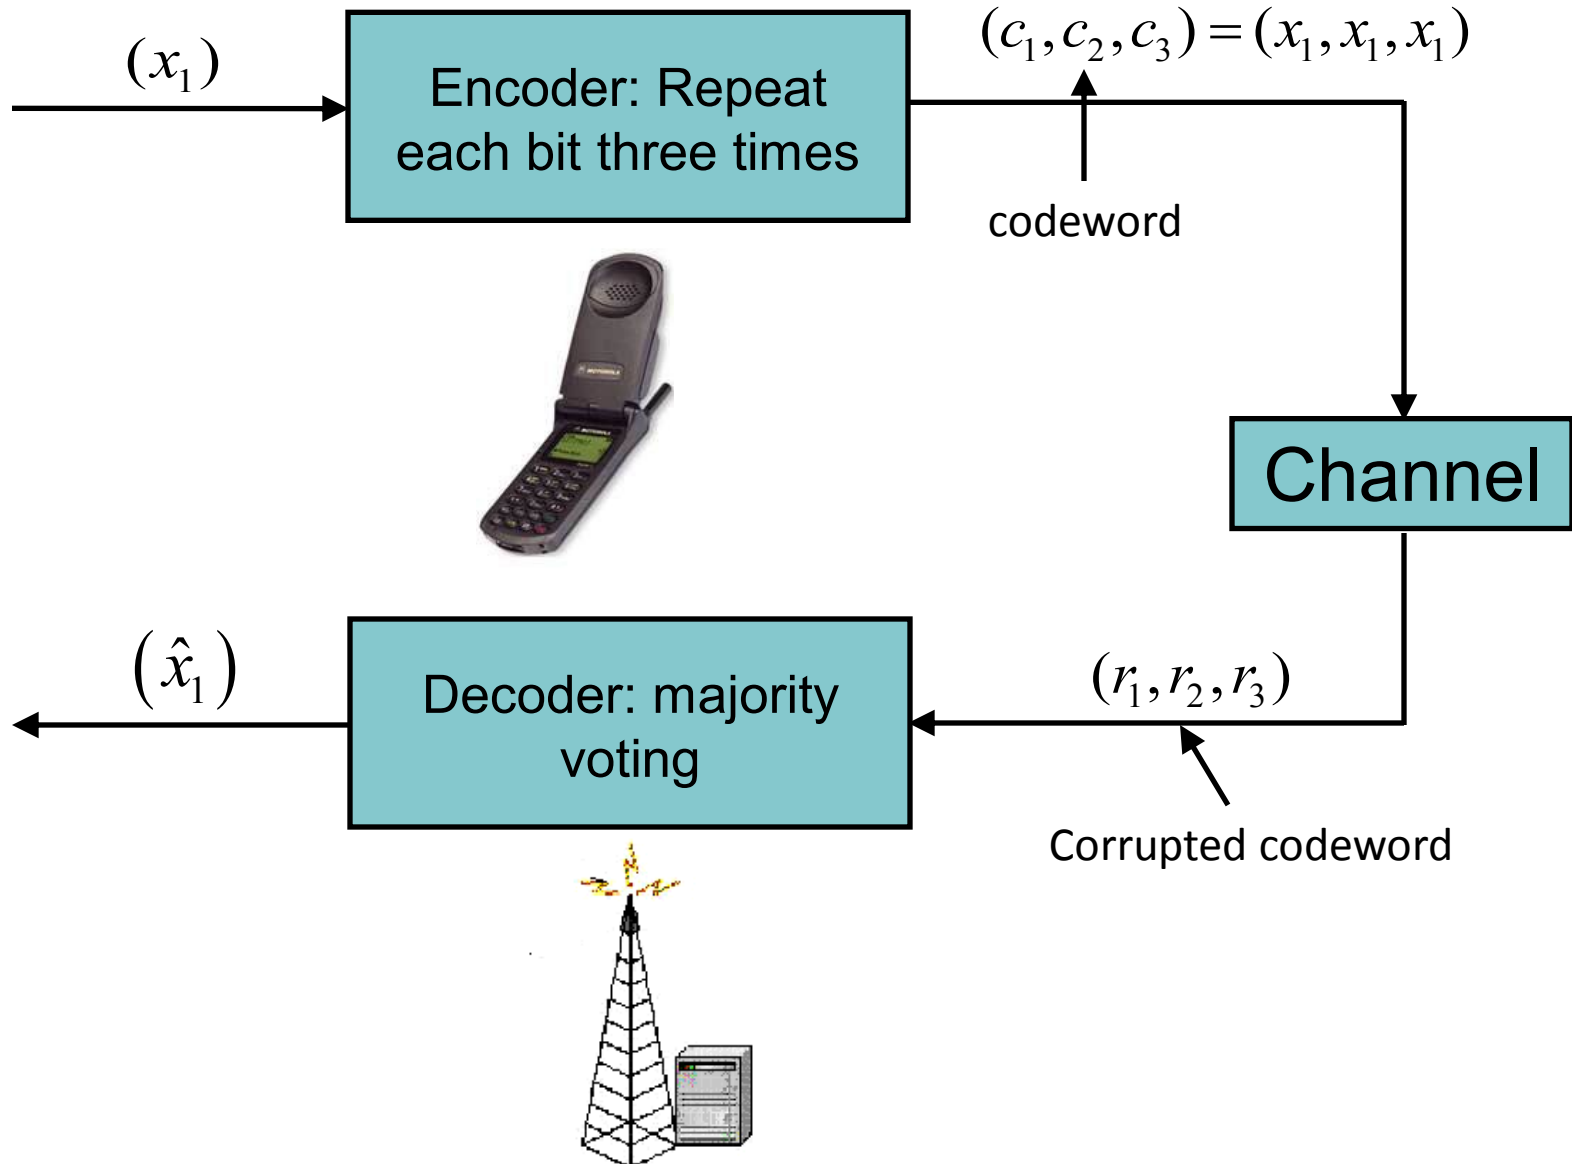 (x₁)
Encoder: Repeat
each bit three times
(c₁,c₂,c₃)=(x₁,x₁,x₁)
codeword
MOTOROLA
Channel
(x̂₁)
Decoder: majority
voting
(r₁,r₂,r₃)
Corrupted codeword